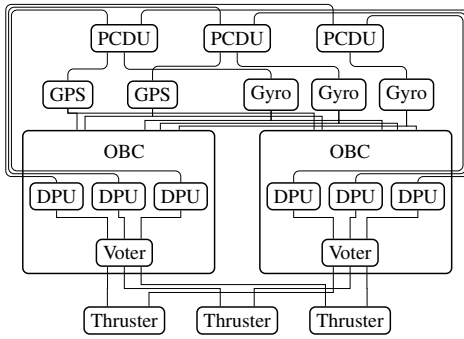 PCDU PCDU PCDU
GPS GPS Gyro Gyro Gyro
OBC OBC
DPU DPU DPU DPU DPU DPU
Voter Voter
Thruster Thruster Thruster